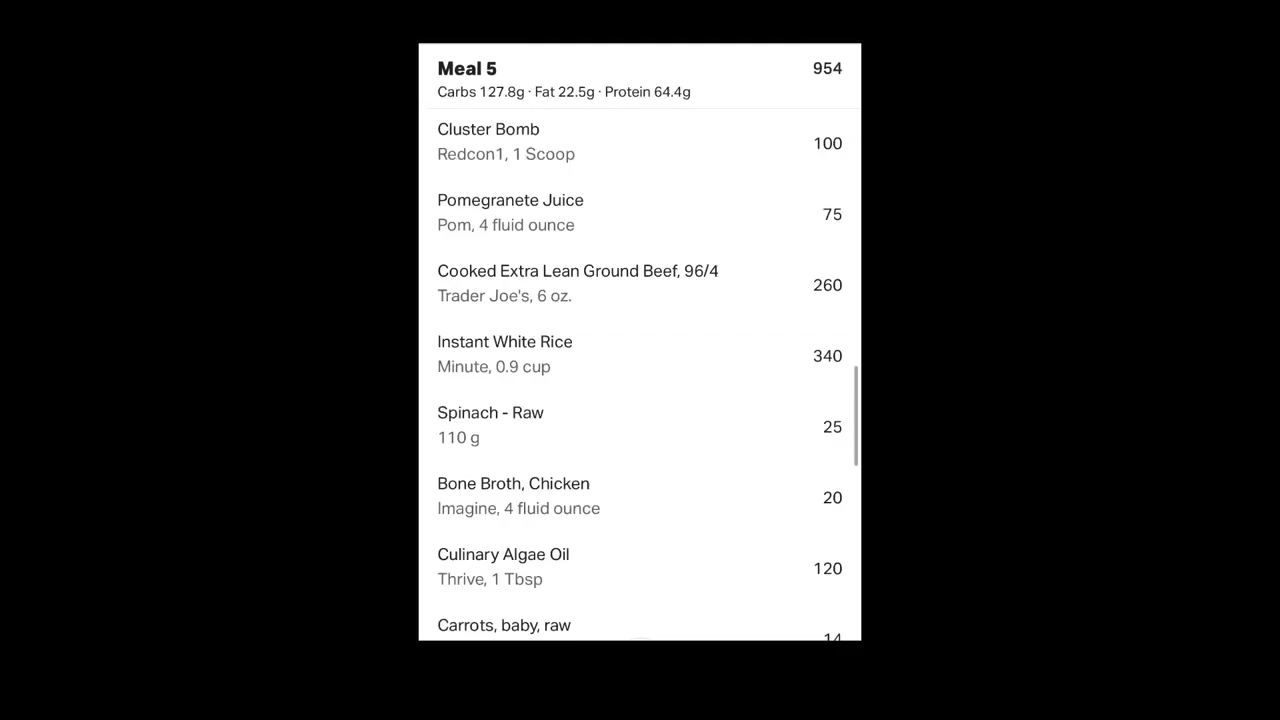 Meal 5 954
Carbs 127.8g · Fat 22.5g · Protein 64.4g
Cluster Bomb
Redcon1, 1 Scoop
100
Pomegranete Juice
Pom, 4 fluid ounce
75
Cooked Extra Lean Ground Beef, 96/4
Trader Joe's, 6 oz.
260
Instant White Rice
Minute, 0.9 cup
340
Spinach - Raw
110 g
25
Bone Broth, Chicken
Imagine, 4 fluid ounce
20
Culinary Algae Oil
Thrive, 1 Tbsp
120
Carrots, baby, raw
14